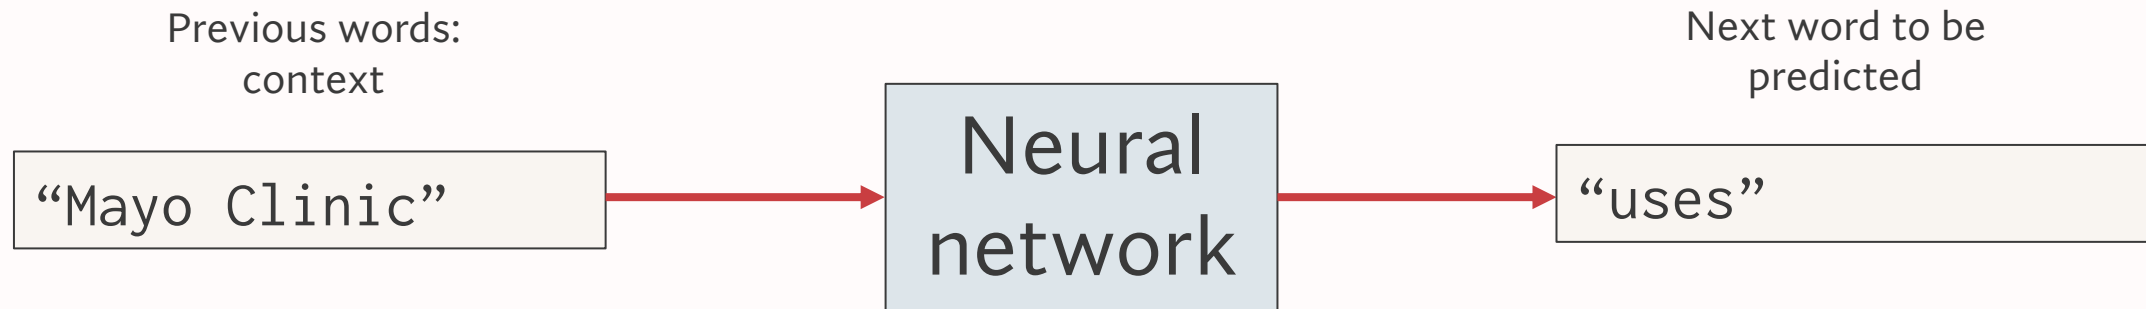 Previous words:
context
“Mayo Clinic”
Neural
network
Next word to be
predicted
“uses”